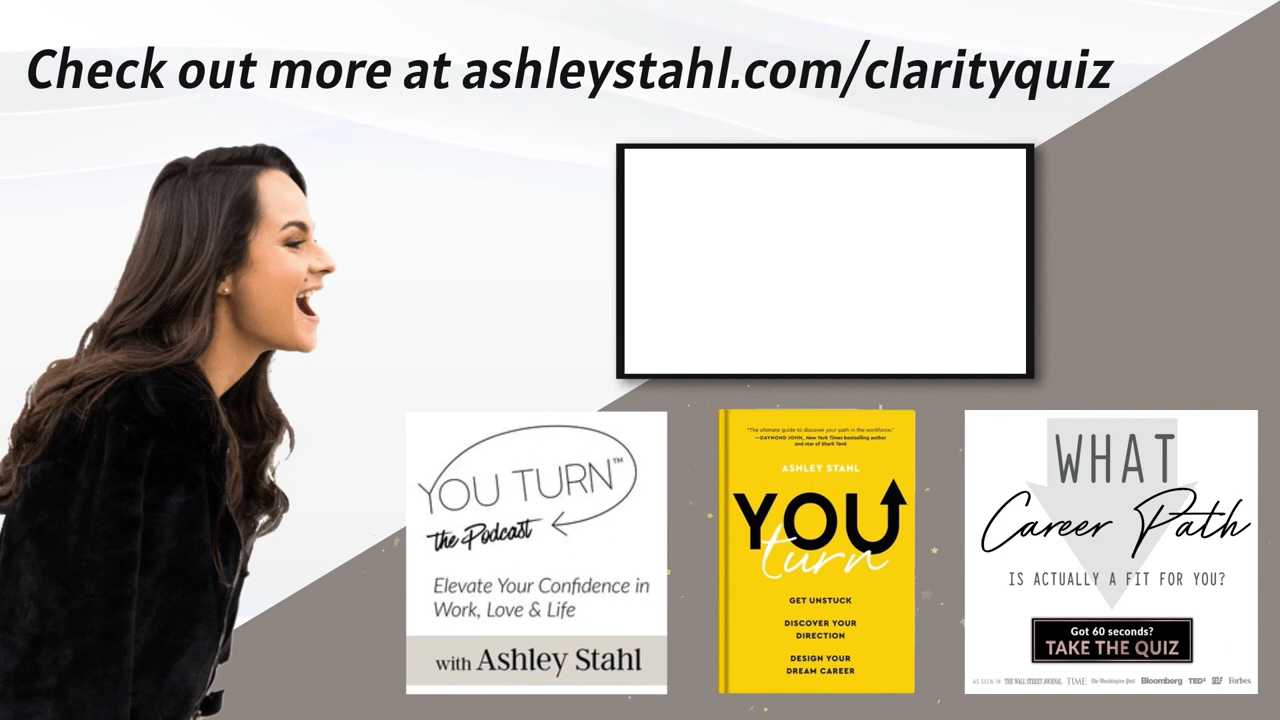 Check out more at ashleystahl.com/clarityquiz
YOU TURN™
the Podcast
Elevate Your Confidence in
Work, Love & Life
with Ashley Stahl
"The ultimate guide to discover your path in the workforce."
—DAYMOND JOHN, New York Times bestselling author
and star of Shark Tank
ASHLEY STAHL
YOU
turn
GET UNSTUCK
DISCOVER YOUR
DIRECTION
DESIGN YOUR
DREAM CAREER
WHAT
Career Path
IS ACTUALLY A FIT FOR YOU?
Got 60 seconds?
TAKE THE QUIZ
AS SEEN IN THE WALL STREET JOURNAL TIME The Washington Post Bloomberg TEDx SELF Forbes